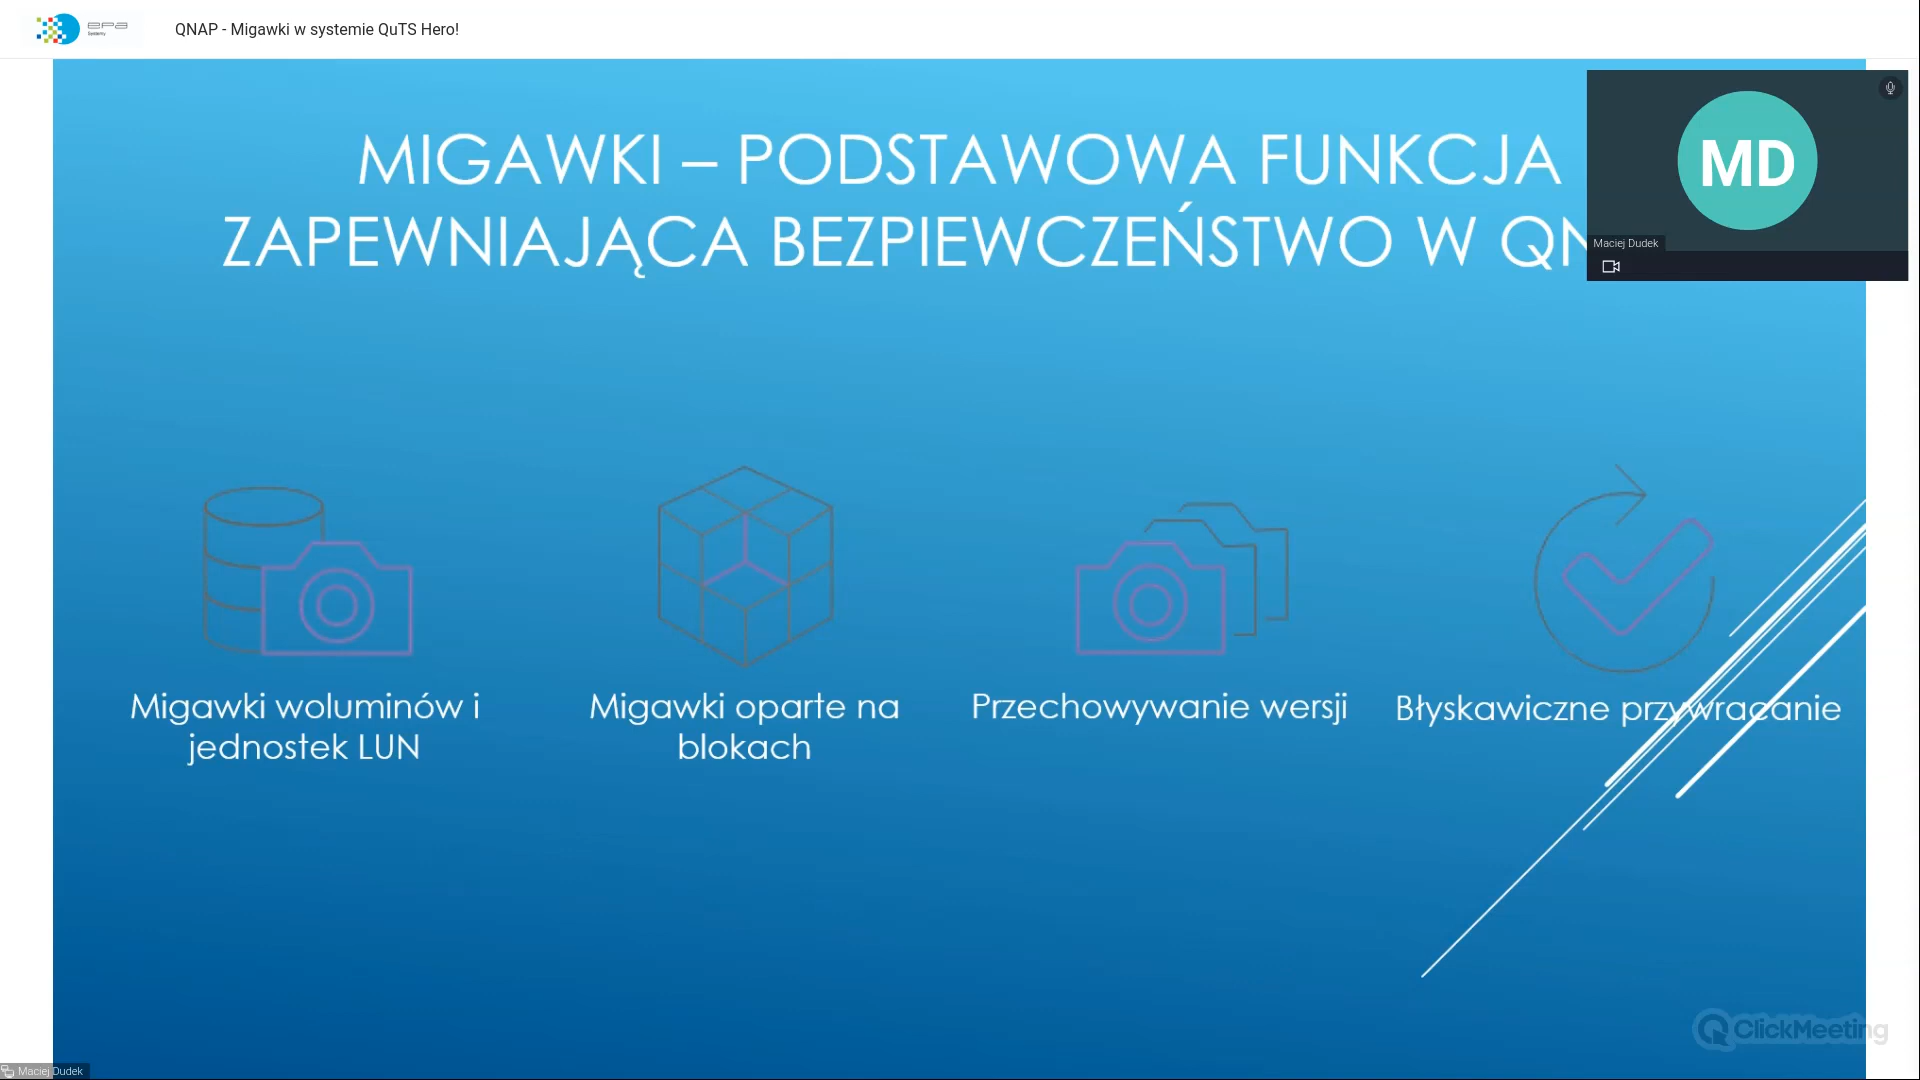 QNAP - Migawki w systemie QuTS Hero!
MIGAWKI – PODSTAWOWA FUNKCJA
ZAPEWNIAJĄCA BEZPIEWCZEŃSTWO W QN
MD
Maciej Dudek
Migawki woluminów i
jednostek LUN
Migawki oparte na
blokach
Przechowywanie wersji
Błyskawiczne przywracanie
ClickMeeting
Maciej Dudek